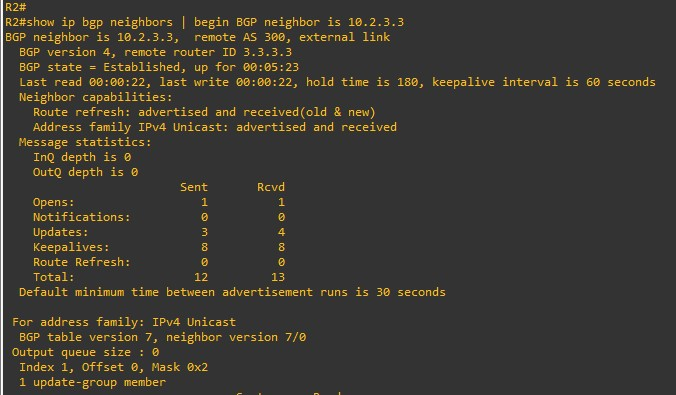 R2#
R2#show ip bgp neighbors | begin BGP neighbor is 10.2.3.3
BGP neighbor is 10.2.3.3,  remote AS 300, external link
  BGP version 4, remote router ID 3.3.3.3
  BGP state = Established, up for 00:05:23
  Last read 00:00:22, last write 00:00:22, hold time is 180, keepalive interval is 60 seconds
  Neighbor capabilities:
    Route refresh: advertised and received(old & new)
    Address family IPv4 Unicast: advertised and received
  Message statistics:
    InQ depth is 0
    OutQ depth is 0
                         Sent       Rcvd
    Opens:                  1          1
    Notifications:          0          0
    Updates:                3          4
    Keepalives:             8          8
    Route Refresh:          0          0
    Total:                 12         13
  Default minimum time between advertisement runs is 30 seconds

 For address family: IPv4 Unicast
  BGP table version 7, neighbor version 7/0
 Output queue size : 0
  Index 1, Offset 0, Mask 0x2
  1 update-group member